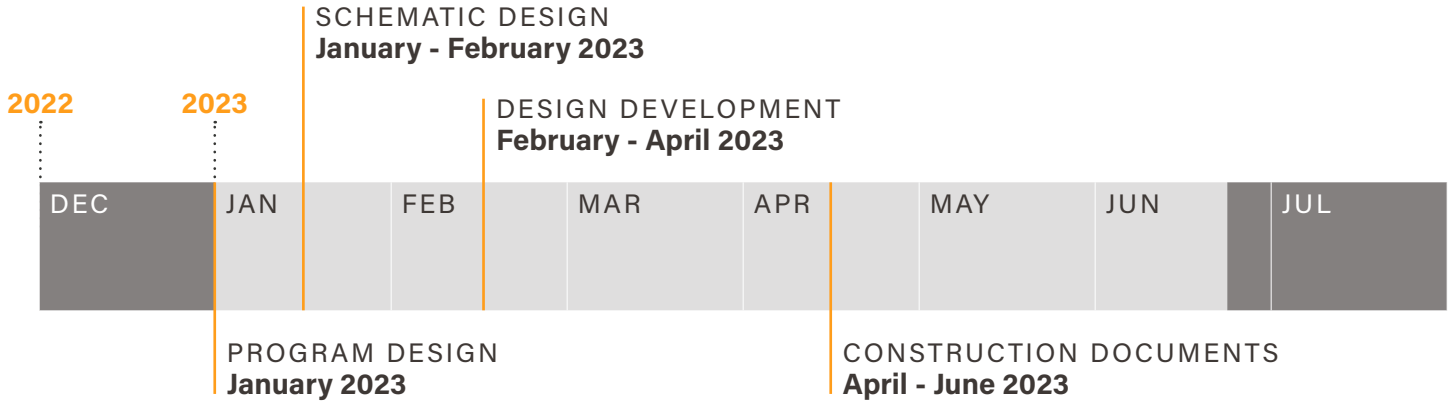 SCHEMATIC DESIGN
January - February 2023
2022
2023
DESIGN DEVELOPMENT
February - April 2023
DEC
JAN
FEB
MAR
APR
MAY
JUN
JUL
PROGRAM DESIGN
January 2023
CONSTRUCTION DOCUMENTS
April - June 2023